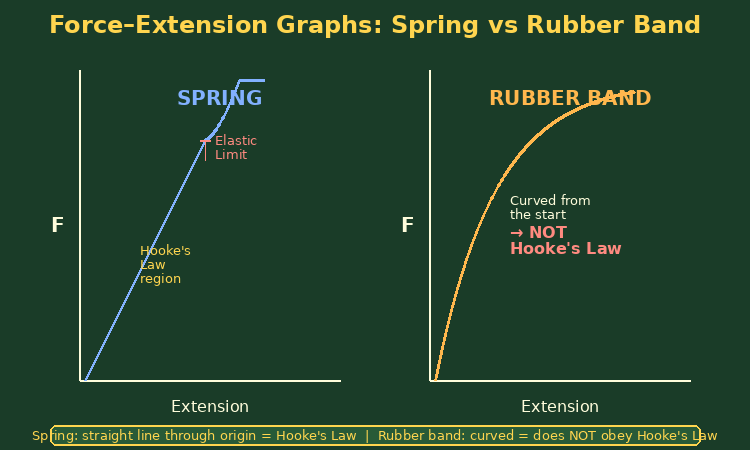 Force–Extension Graphs: Spring vs Rubber Band
SPRING
Elastic
Limit
F
Hooke's
Law
region
Extension
RUBBER BAND
Curved from
the start
→ NOT
Hooke's Law
F
Extension
Spring: straight line through origin = Hooke's Law | Rubber band: curved = does NOT obey Hooke's Law